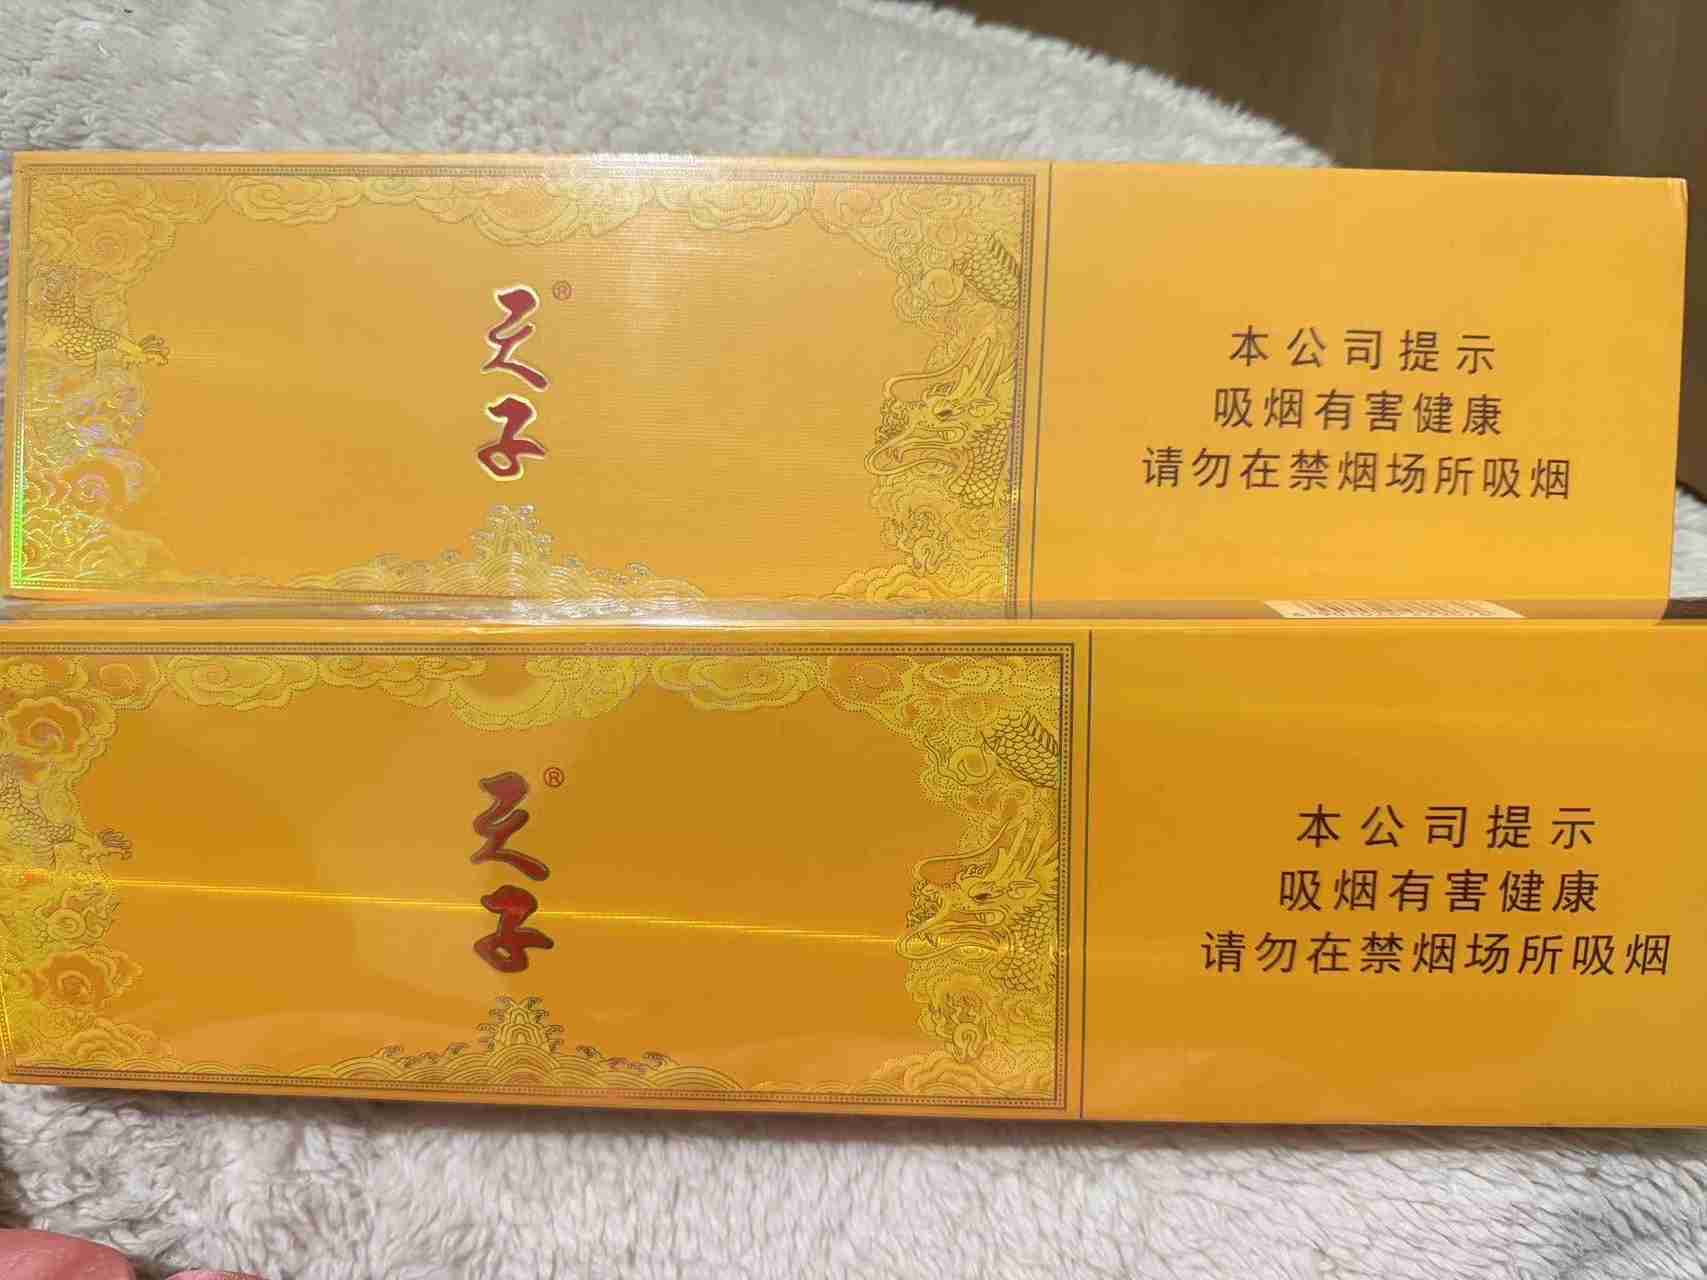 天子®
本公司提示
吸烟有害健康
请勿在禁烟场所吸烟
天子®
本公司提示
吸烟有害健康
请勿在禁烟场所吸烟